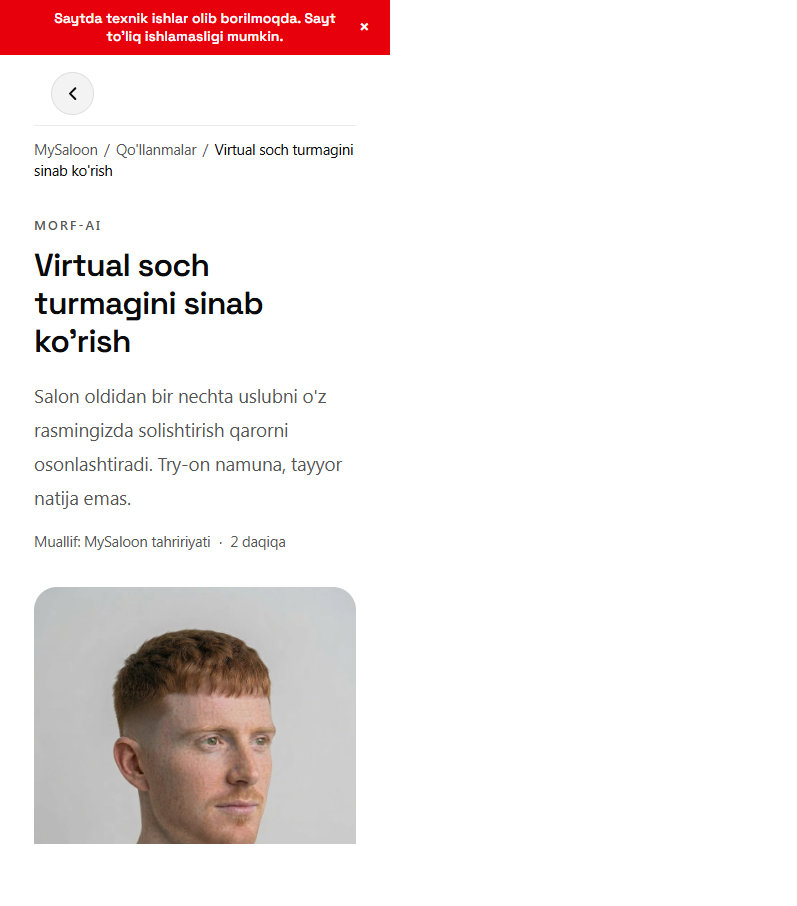 Saytda texnik ishlar olib borilmoqda. Sayt
to'liq ishlamasligi mumkin.
×
MySaloon / Qo'llanmalar / Virtual soch turmagini
sinab ko'rish
MORF-AI
Virtual soch
turmagini sinab
ko'rish
Salon oldidan bir nechta uslubni o'z
rasmingizda solishtirish qarorni
osonlashtiradi. Try-on namuna, tayyor
natija emas.
Muallif: MySaloon tahririyati · 2 daqiqa